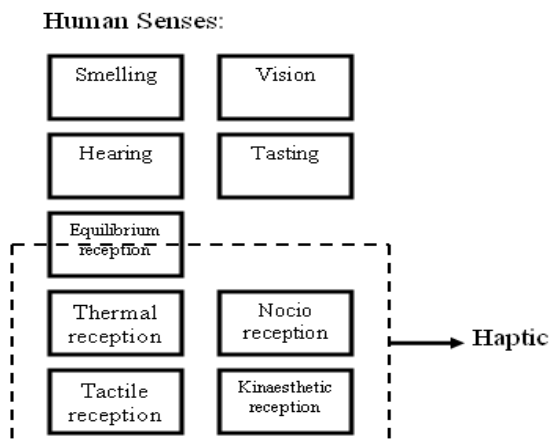 Human Senses:
Smelling
Vision
Hearing
Tasting
Equilibrium
reception
Thermal
reception
Nocio
reception
Haptic
Tactile
reception
Kinaesthetic
reception